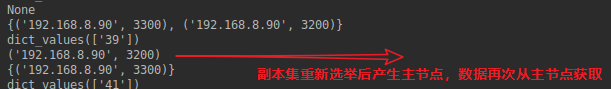 None
{('192.168.8.90', 3300), ('192.168.8.90', 3200)}
dict_values(['39'])
('192.168.8.90', 3200)
{('192.168.8.90', 3300)}
副本集重新选举后产生主节点，数据再次从主节点获取
dict_values(['41'])